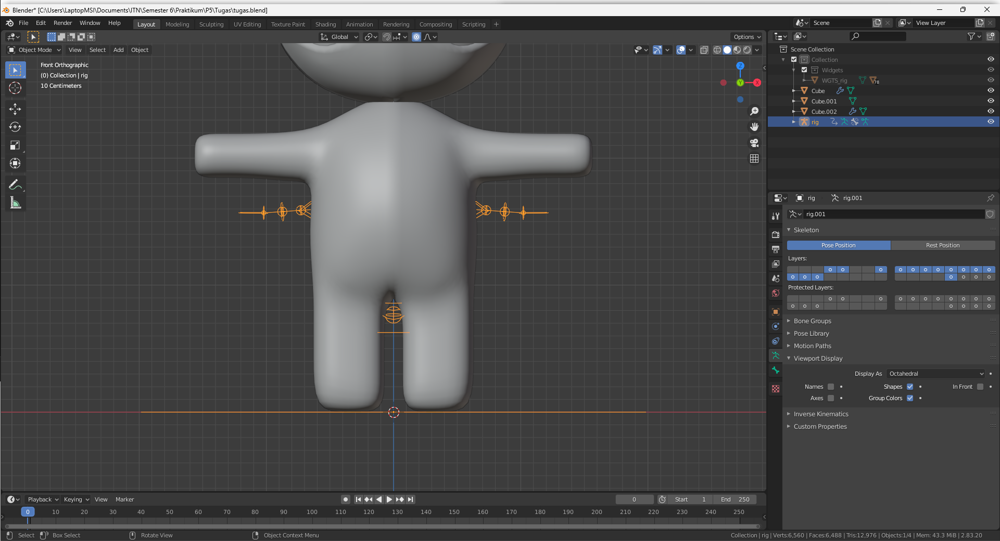 Blender* [C:\Users\LaptopMSI\Documents\ITN\Semester 6\Praktikum\P5\Tugas\tugas.blend]
File Edit Render Window Help Layout Modeling Sculpting UV Editing Texture Paint Shading Animation Rendering Compositing Scripting + Scene View Layer
Global Options
Object Mode View Select Add Object
Front Orthographic
(0) Collection | rig
10 Centimeters
Z
Y
X
Scene Collection
Collection
Widgets
WGTS_rig 78
Cube
Cube.001
Cube.002
rig
rig rig.001
rig.001
Skeleton
Pose Position Rest Position
Layers:
Protected Layers:
Bone Groups
Pose Library
Motion Paths
Viewport Display
Display As Octahedral
Names Shapes In Front
Axes Group Colors
Inverse Kinematics
Custom Properties
Playback Keying View Marker 0 Start 1 End 250
0 10 20 30 40 50 60 70 80 90 100 110 120 130 140 150 160 170 180 190 200 210 220 230 240 250
Select Box Select Rotate View Object Context Menu Collection | rig | Verts:6,560 | Faces:6,488 | Tris:12,976 | Objects:1/4 | Mem: 43.3 MiB | 2.83.20